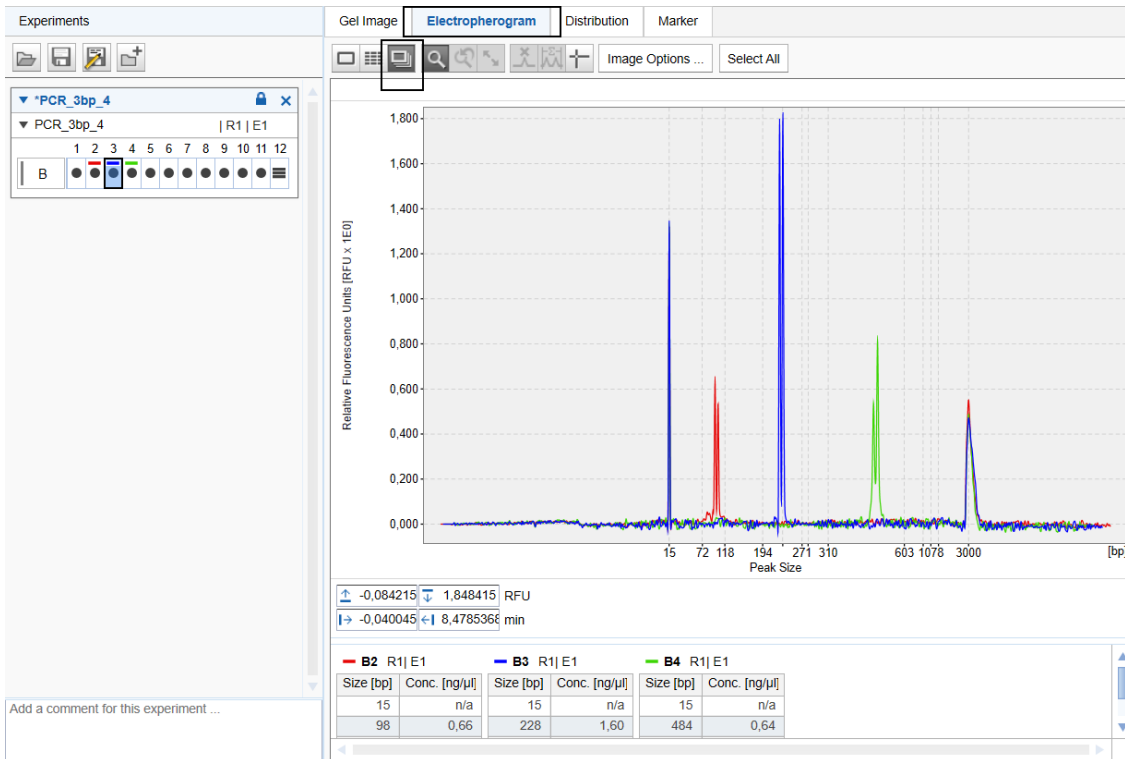 Experiments
Gel Image Electropherogram Distribution Marker
Image Options ... Select All
*PCR_3bp_4
PCR_3bp_4 | R1 | E1
1 2 3 4 5 6 7 8 9 10 11 12
B
1,800
1,600
1,400
1,200
1,000
0,800
0,600
0,400
0,200
0,000
Relative Fluorescence Units [RFU x 1E0]
15 72 118 194 271 310 603 1078 3000 [bp]
Peak Size
-0,084215 1,848415 RFU
-0,040045 8,4785368 min
B2 R1| E1 B3 R1| E1 B4 R1| E1
Size [bp] Conc. [ng/µl] Size [bp] Conc. [ng/µl] Size [bp] Conc. [ng/µl]
15 n/a 15 n/a 15 n/a
98 0,66 228 1,60 484 0,64
Add a comment for this experiment ...